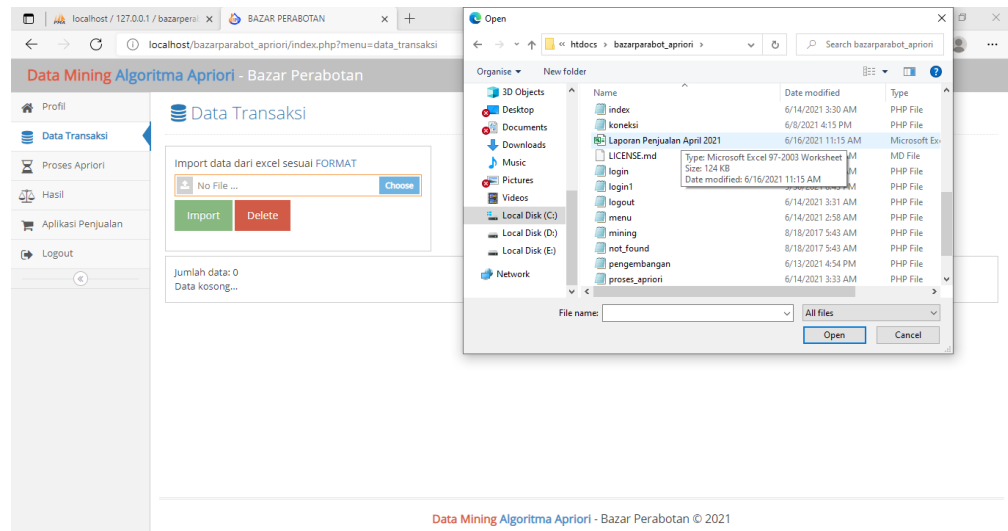 localhost / 127.0.0.1 / bazarpera
BAZAR PERABOTAN
localhost/bazarparabot_apriori/index.php?menu=data_transaksi
Data Mining Algoritma Apriori - Bazar Perabotan
Profil
Data Transaksi
Proses Apriori
Hasil
Aplikasi Penjualan
Logout
Data Transaksi
Import data dari excel sesuai FORMAT
No File ...
Choose
Import
Delete
Jumlah data: 0
Data kosong...
Open
« htdocs › bazarparabot_apriori ›
Search bazarparabot_apriori
Organise
New folder
3D Objects
Desktop
Documents
Downloads
Music
Pictures
Videos
Local Disk (C:)
Local Disk (D:)
Local Disk (E:)
Network
Name Date modified Type
index 6/14/2021 3:30 AM PHP File
koneksi 6/8/2021 4:15 PM PHP File
Laporan Penjualan April 2021 6/16/2021 11:15 AM Microsoft Exc
LICENSE.md MD File
login PHP File
login1 PHP File
logout 6/14/2021 3:31 AM PHP File
menu 6/14/2021 2:58 AM PHP File
mining 8/18/2017 5:43 AM PHP File
not_found 8/18/2017 5:43 AM PHP File
pengembangan 6/13/2021 4:54 PM PHP File
proses_apriori 6/14/2021 3:33 AM PHP File
Type: Microsoft Excel 97-2003 Worksheet
Size: 124 KB
Date modified: 6/16/2021 11:15 AM
File name:
All files
Open
Cancel
Data Mining Algoritma Apriori - Bazar Perabotan © 2021